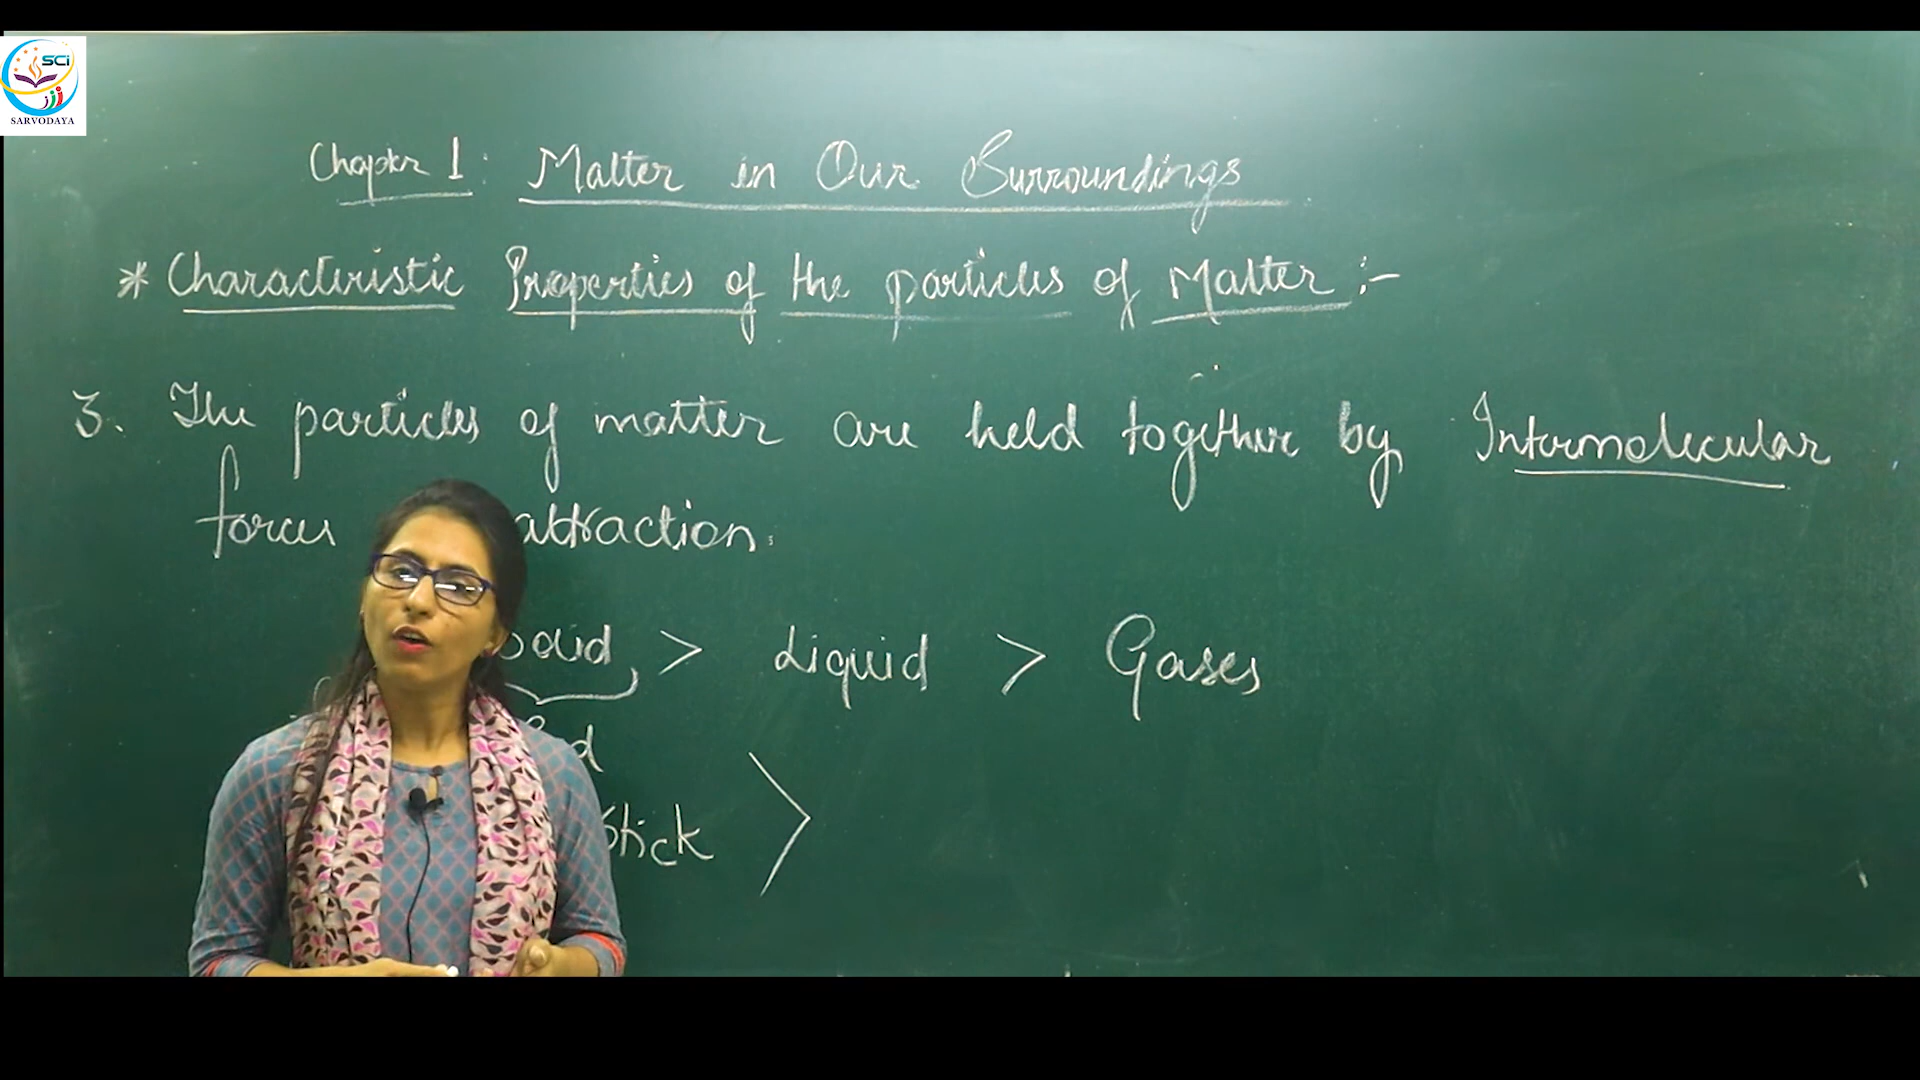 SCi
SARVODAYA
Chapter 1: Matter in Our Surroundings
* Characteristic Properties of the particles of Matter :-
3. The particles of matter are held together by Intermolecular
forces attraction.
Solid > Liquid > Gases
Stick >